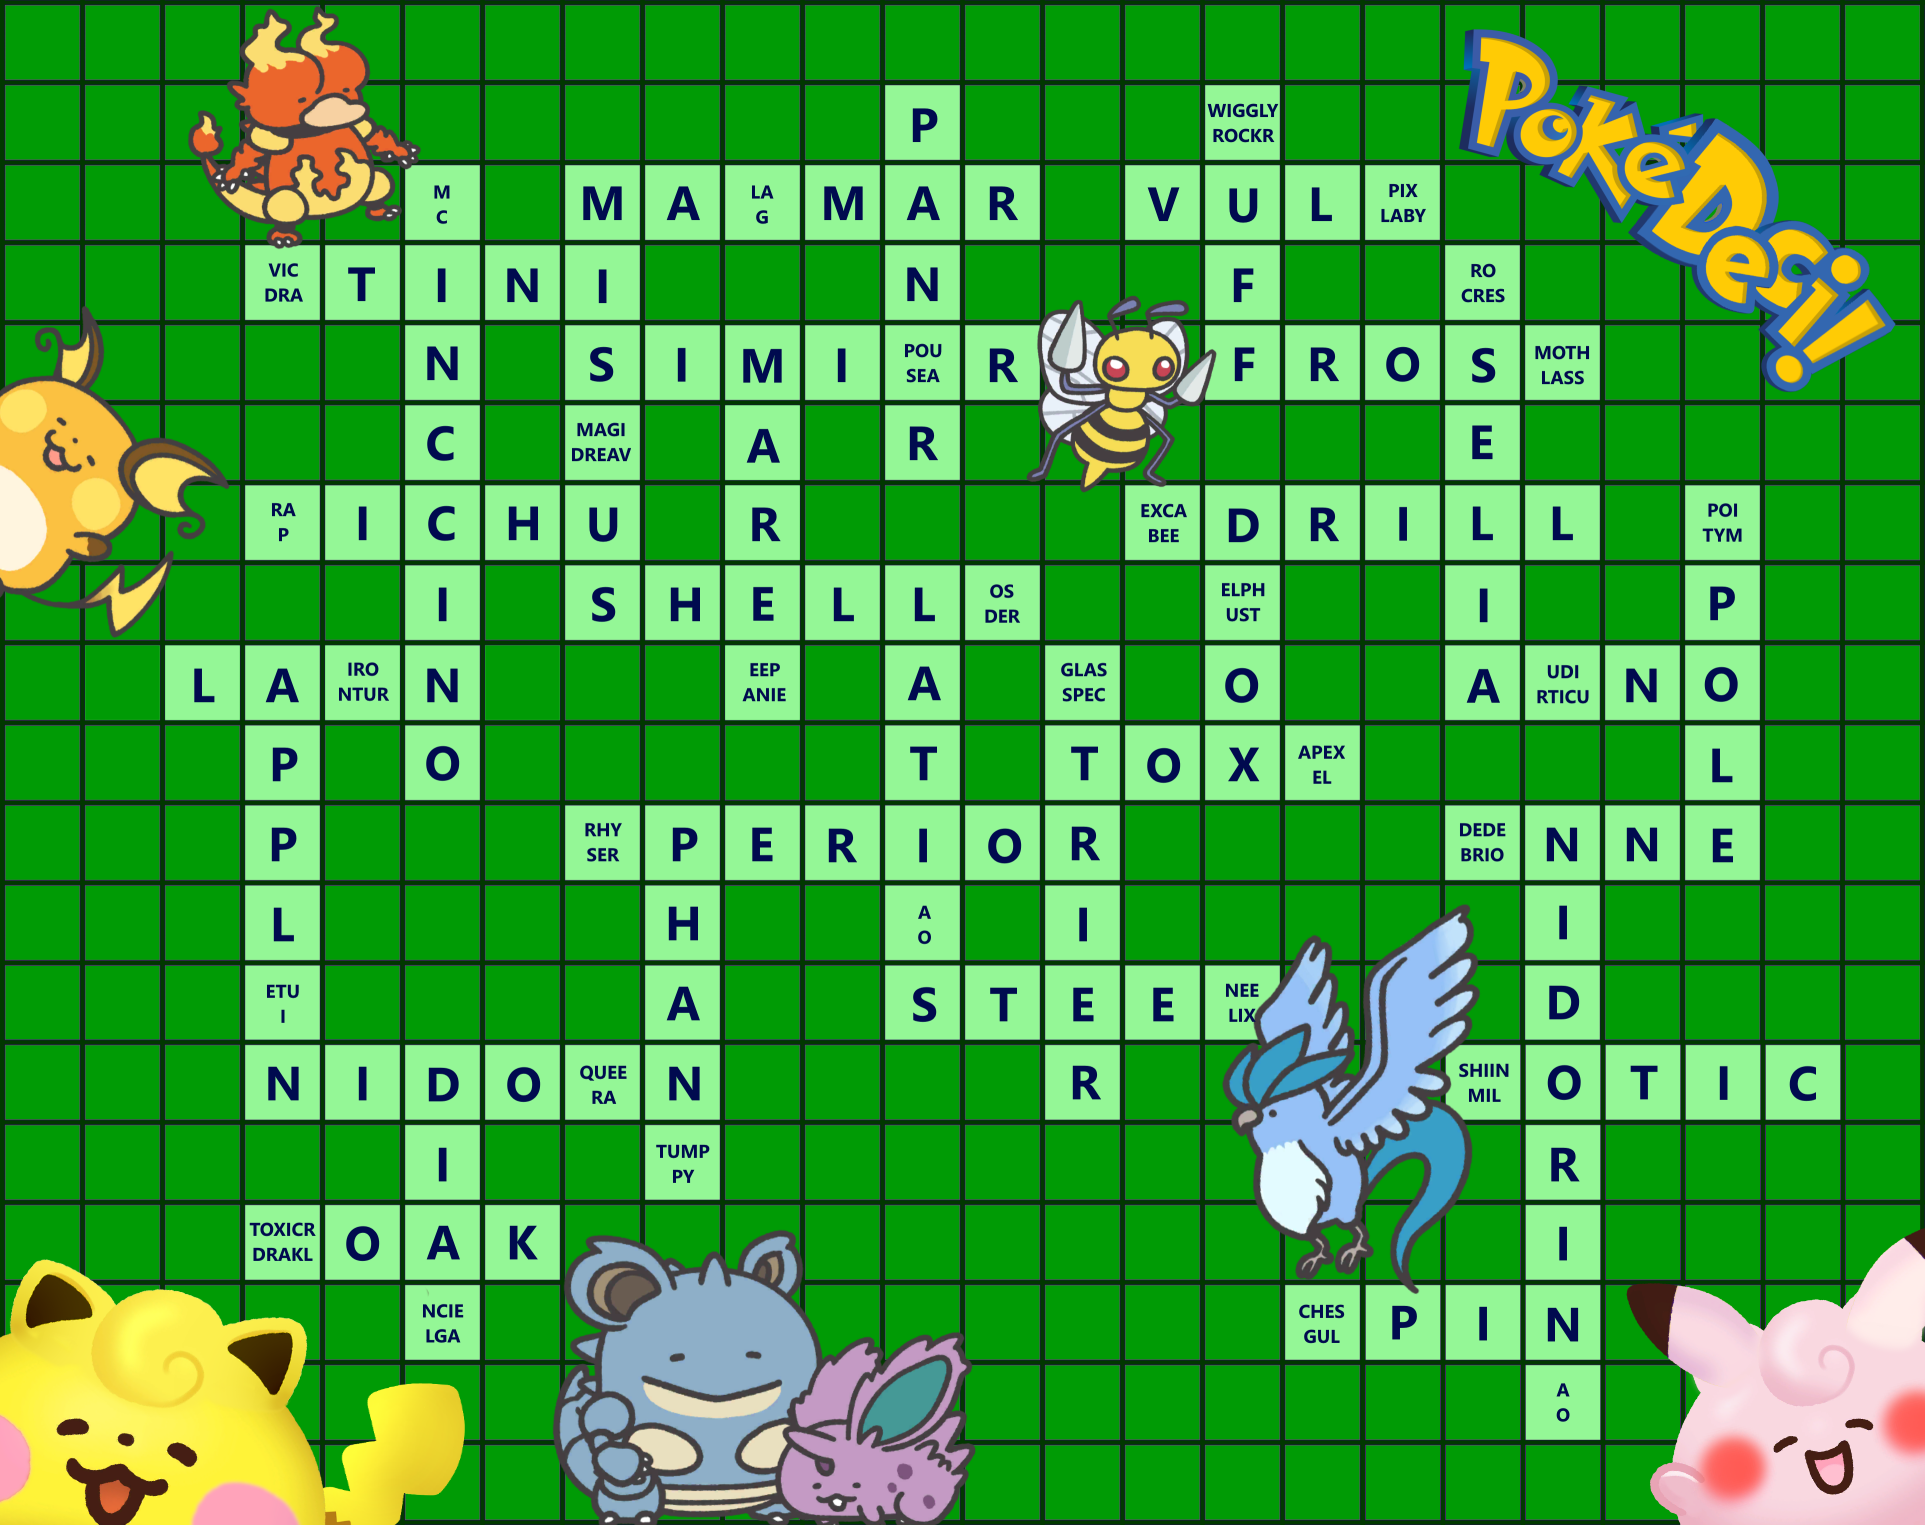 PokéDesi!
P WIGGLY
ROCKR
M
C M A LA
G M A R V U L PIX
LABY
VIC
DRA T I N I N F RO
CRES
N S I M I POU
SEA R F R O S MOTH
LASS
C MAGI
DREAV A R E
RA
P I C H U R EXCA
BEE D R I L L POI
TYM
I S H E L L OS
DER ELPH
UST I P
L A IRO
NTUR N EEP
ANIE A GLAS
SPEC O A UDI
RTICU N O
P O T T O X APEX
EL L
P RHY
SER P E R I O R DEDE
BRIO N N E
L H A
O I I
ETU
I A S T E E NEE
LIX D
N I D O QUEE
RA N R SHIIN
MIL O T I C
I TUMP
PY R
TOXICR
DRAKL O A K I
NCIE
LGA CHES
GUL P I N
A
O